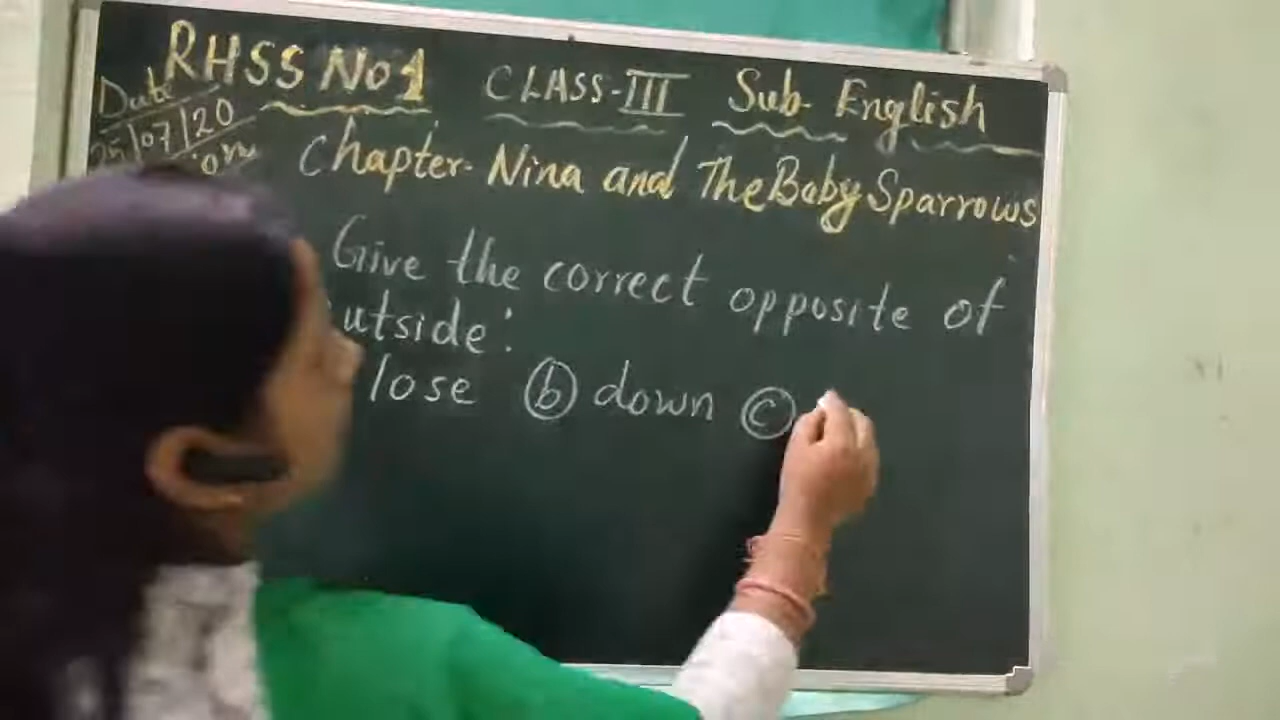 RHSS No 1 CLASS-III Sub- English
Date
25/07/20
Chapter- Nina and The Baby Sparrows
Give the correct opposite of
utside:
lose ⓑ down ⓒ